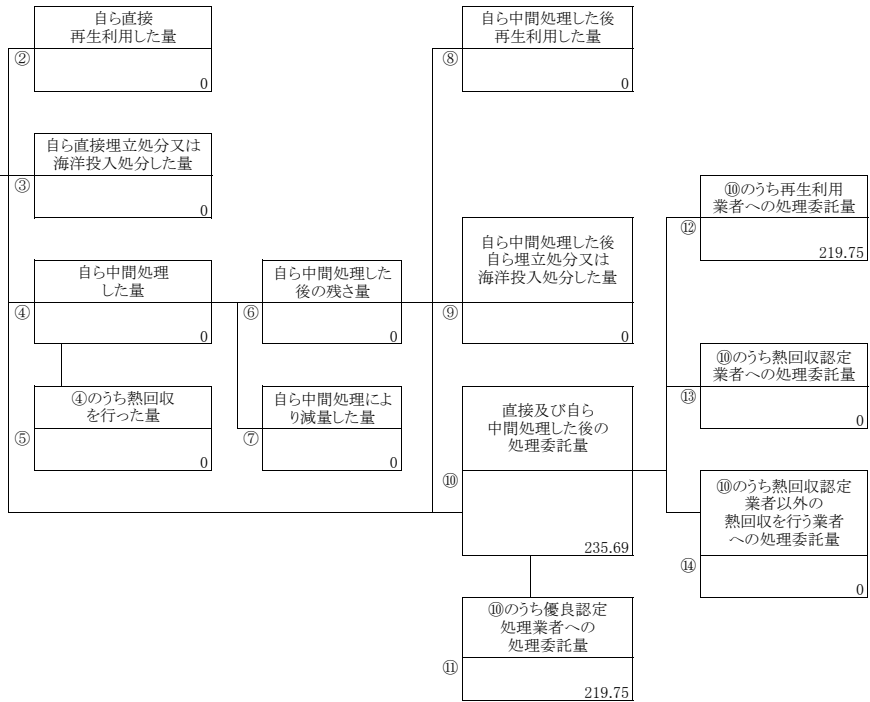 自ら直接
再生利用した量
②
0
自ら直接埋立処分又は
海洋投入処分した量
③
0
自ら中間処理
した量
④
0
④のうち熱回収
を行った量
⑤
0
自ら中間処理した
後の残さ量
⑥
0
自ら中間処理によ
り減量した量
⑦
0
自ら中間処理した後
再生利用した量
⑧
0
自ら中間処理した後
自ら埋立処分又は
海洋投入処分した量
⑨
0
直接及び自ら
中間処理した後の
処理委託量
⑩
235.69
⑩のうち優良認定
処理業者への
処理委託量
⑪
219.75
⑩のうち再生利用
業者への処理委託量
⑫
219.75
⑩のうち熱回収認定
業者への処理委託量
⑬
0
⑩のうち熱回収認定
業者以外の
熱回収を行う業者
への処理委託量
⑭
0